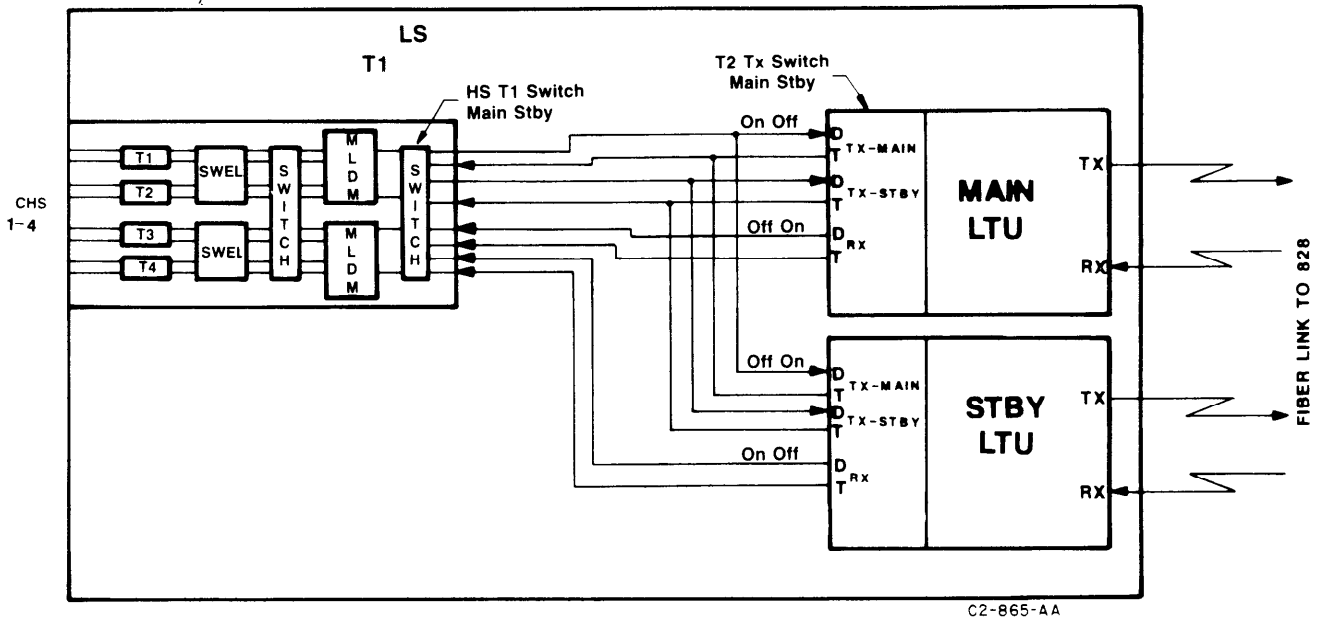 LS
T1
HS T1 Switch
Main Stby
T2 Tx Switch
Main Stby
CHS
1-4
T1
T2
T3
T4
SWEL
SWEL
SWITCH
MLDM
MLDM
SWITCH
On Off
D
T
TX-MAIN
D
TX-STBY
T
Off On
D
RX
T
MAIN
LTU
TX
RX
Off On
D
TX-MAIN
T
D
TX-STBY
T
On Off
D
RX
T
STBY
LTU
TX
RX
FIBER LINK TO 828
C2-865-AA